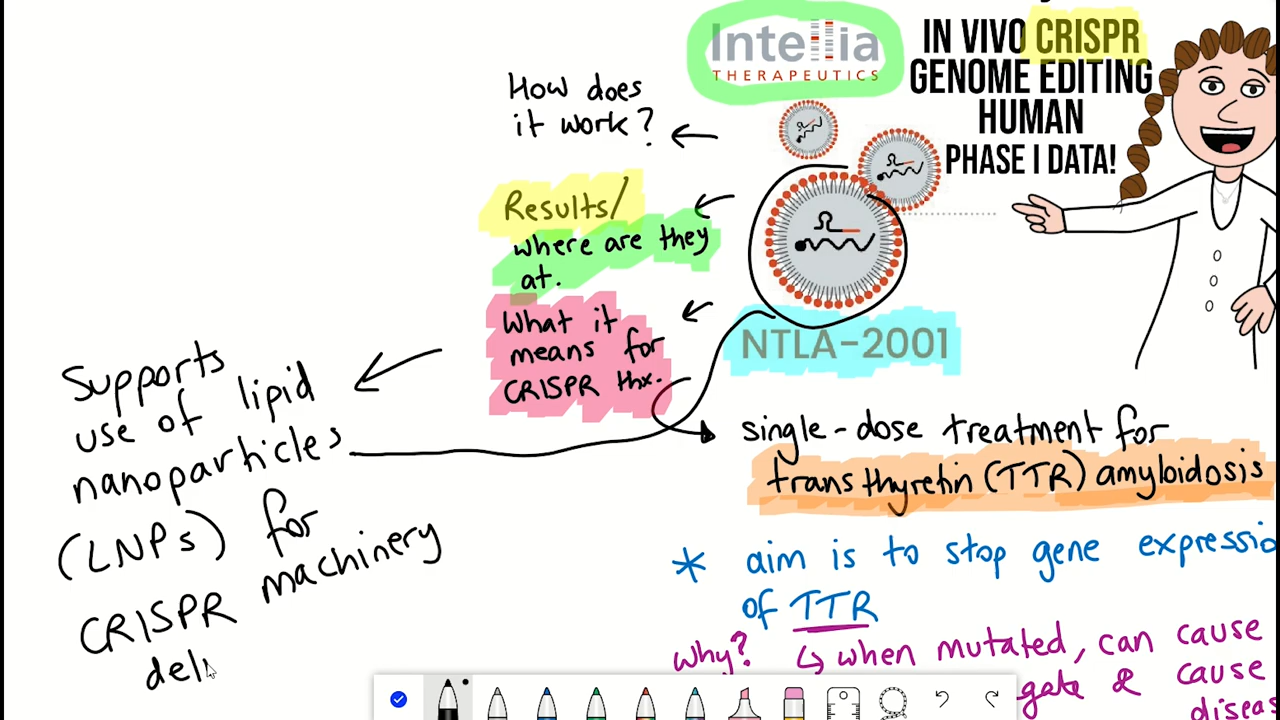 Intellia
THERAPEUTICS
IN VIVO CRISPR
GENOME EDITING
HUMAN
PHASE I DATA!
How does
it work?
Results/
where are they
at.
What it
means for
CRISPR thx.
NTLA-2001
Supports
use of lipid
nanoparticles
(LNPs) for
CRISPR machinery
del
single-dose treatment for
transthyretin (TTR) amyloidosis
* aim is to stop gene expressio
of TTR
Why? ↳ when mutated, can cause
gate & cause
diseas